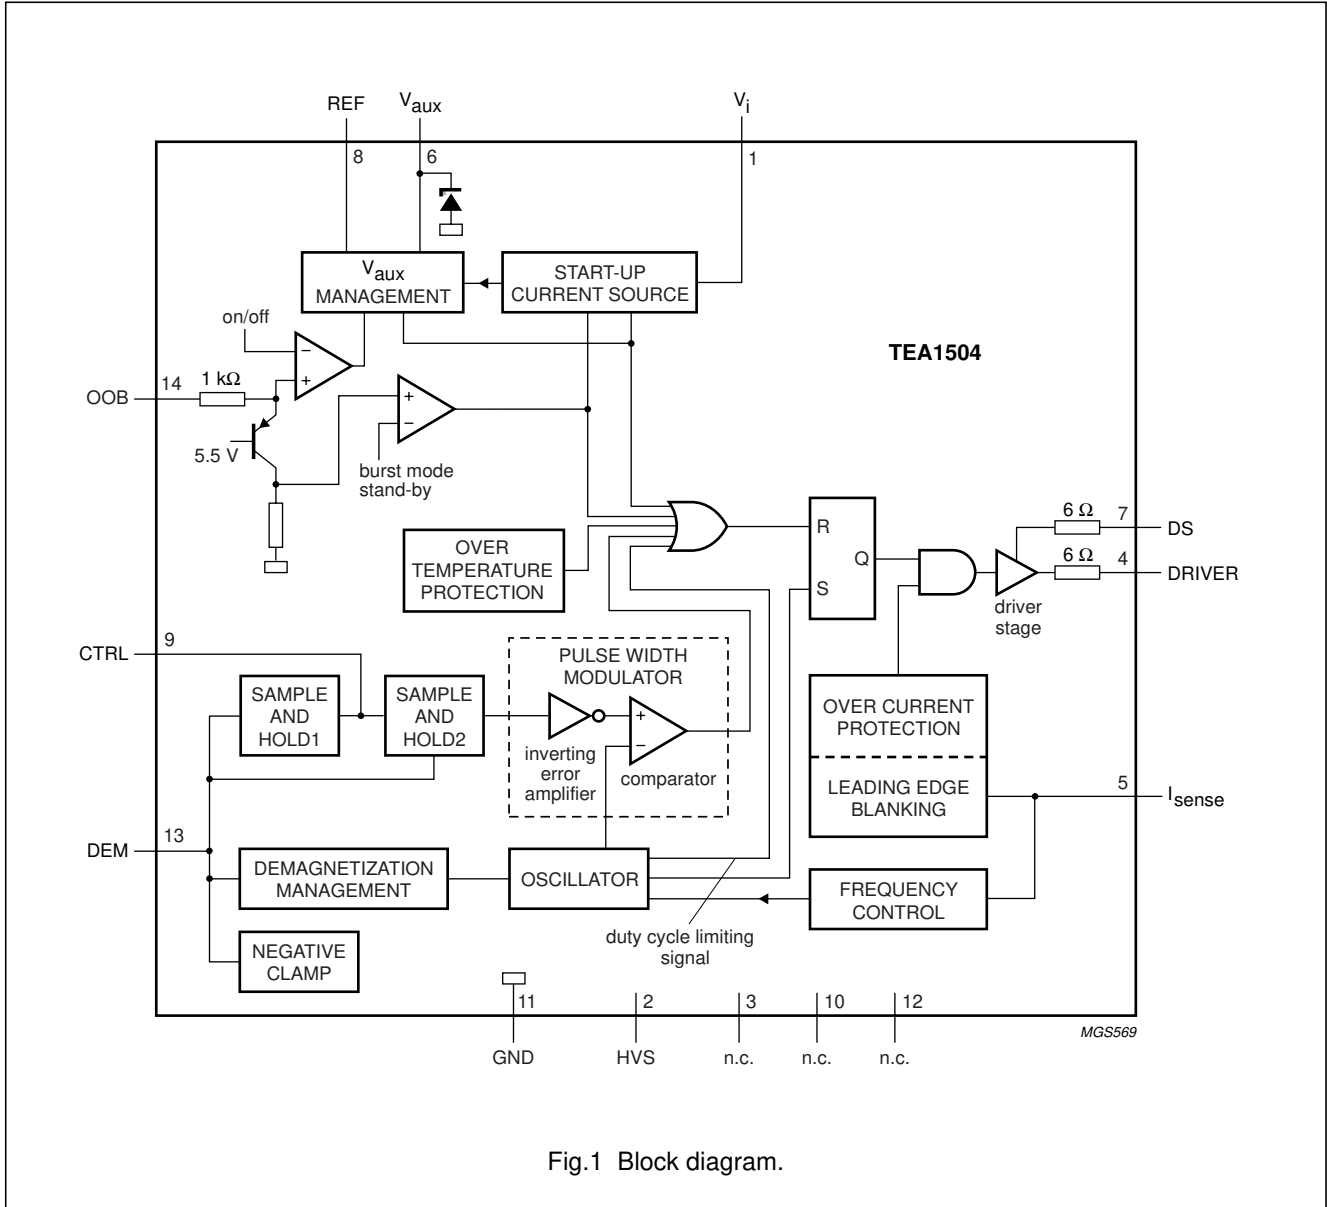 REF
Vaux
Vi
8
6
1
Vaux
MANAGEMENT
START-UP
CURRENT SOURCE
on/off
−
+
TEA1504
OOB
14
1 kΩ
+
−
5.5 V
burst mode
stand-by
OVER
TEMPERATURE
PROTECTION
R
Q
S
6 Ω
7
DS
6 Ω
4
DRIVER
driver
stage
CTRL
9
SAMPLE
AND
HOLD1
SAMPLE
AND
HOLD2
PULSE WIDTH
MODULATOR
+
−
inverting
error
amplifier
comparator
OVER CURRENT
PROTECTION
LEADING EDGE
BLANKING
5
Isense
DEM
13
DEMAGNETIZATION
MANAGEMENT
OSCILLATOR
FREQUENCY
CONTROL
duty cycle limiting
signal
NEGATIVE
CLAMP
11
2
3
10
12
GND
HVS
n.c.
n.c.
n.c.
MGS569
Fig.1 Block diagram.